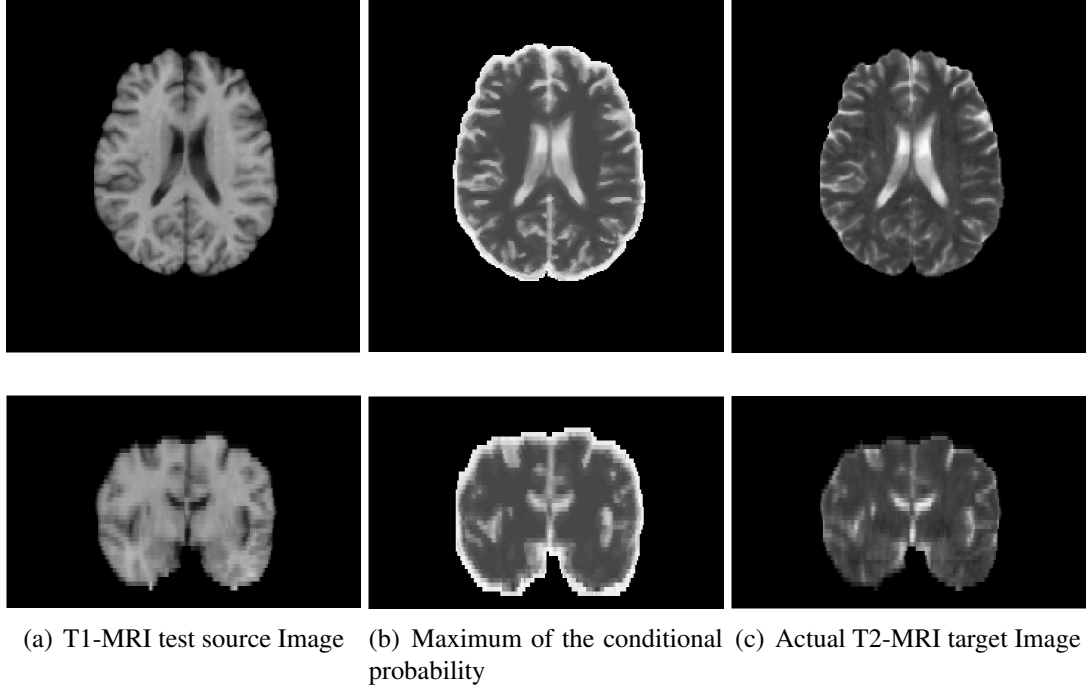 (a) T1-MRI test source Image
(b) Maximum of the conditional
probability
(c) Actual T2-MRI target Image